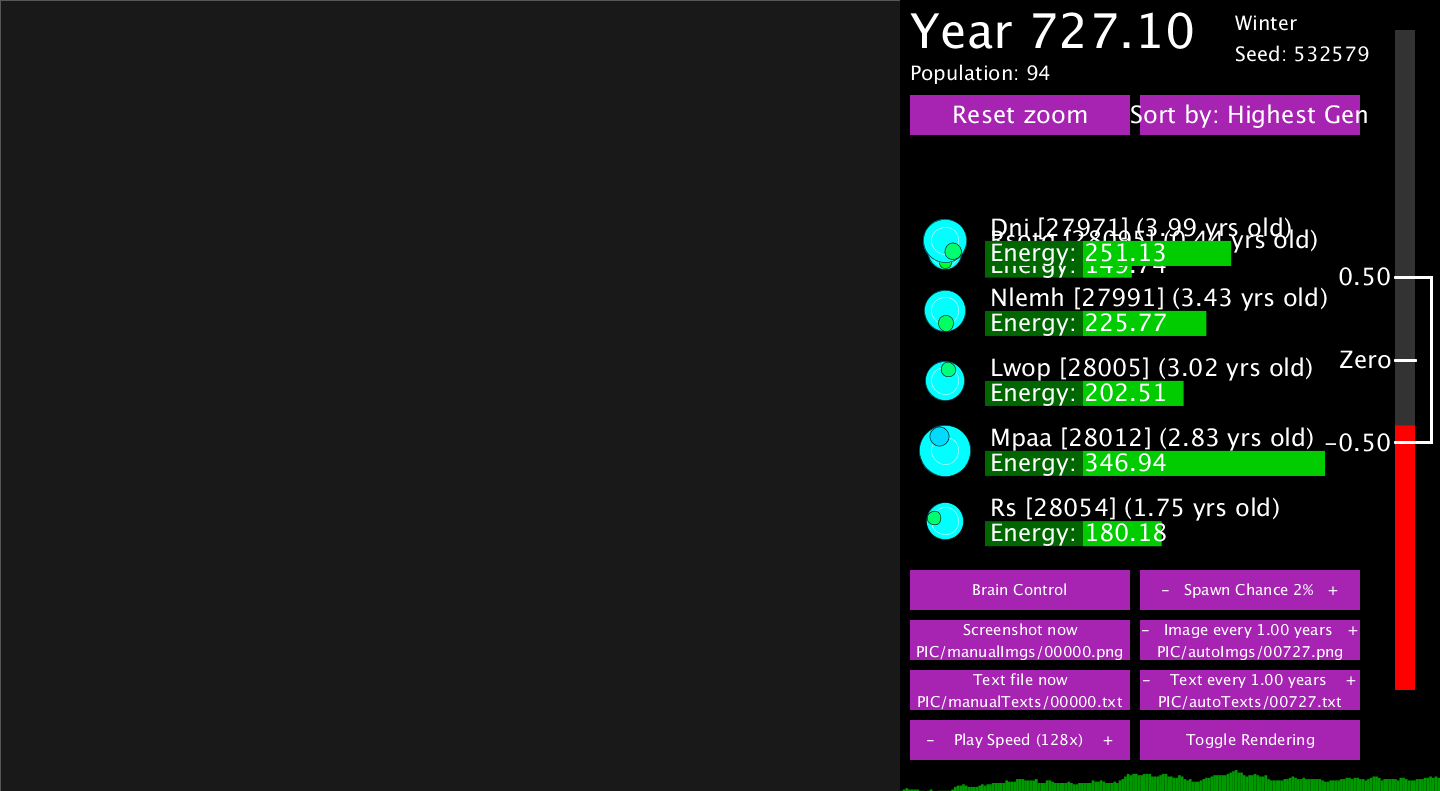 Year 727.10
Winter
Seed: 532579
Population: 94
Reset zoom
Sort by: Highest Gen
Dni [27971] (3.99 yrs old)
[28095] (0.44 yrs old)
Energy: 251.13
Energy: 149.74
Nlemh [27991] (3.43 yrs old)
Energy: 225.77
Lwop [28005] (3.02 yrs old)
Energy: 202.51
Mpaa [28012] (2.83 yrs old)
Energy: 346.94
Rs [28054] (1.75 yrs old)
Energy: 180.18
0.50
Zero
-0.50
Brain Control
- Spawn Chance 2% +
Screenshot now
PIC/manualImgs/00000.png
- Image every 1.00 years +
PIC/autoImgs/00727.png
Text file now
PIC/manualTexts/00000.txt
- Text every 1.00 years +
PIC/autoTexts/00727.txt
- Play Speed (128x) +
Toggle Rendering